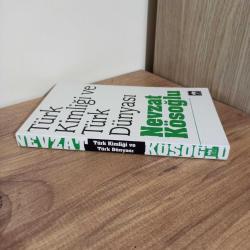 Türk
Kimliği ve
Türk
Dünyası
Nevzat
Kösoğlu
NEVZAT
Türk Kimliği ve
Türk Dünyası
KÖSOĞLU